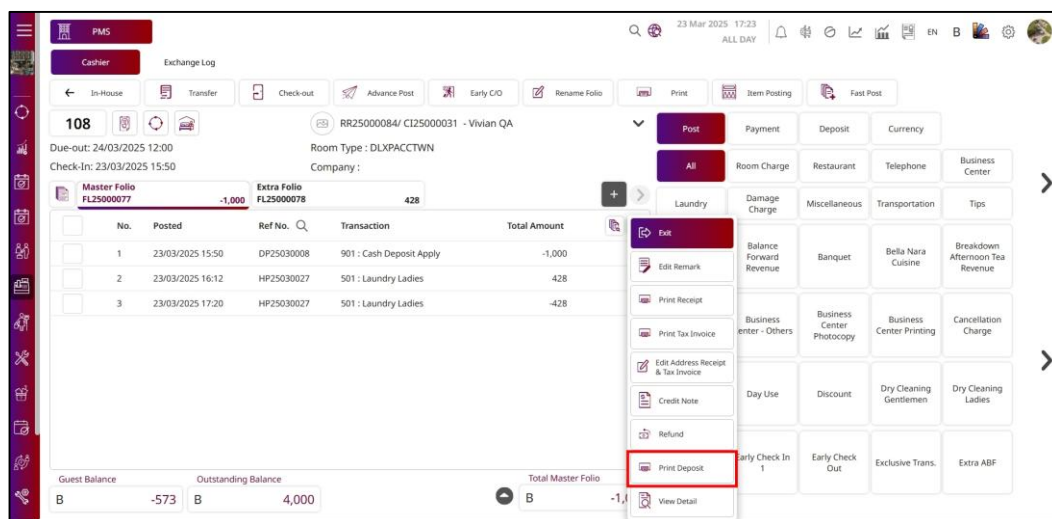 PMS
23 Mar 2025 17:23
ALL DAY
EN
B
Cashier
Exchange Log
In-House
Transfer
Check-out
Advance Post
Early C/O
Rename Folio
Print
Item Posting
Fast Post
108
RR25000084/ CI25000031 - Vivian QA
Due-out: 24/03/2025 12:00
Room Type : DLXPACCTWN
Check-In: 23/03/2025 15:50
Company :
Master Folio
FL25000077
-1,000
Extra Folio
FL25000078
428
+
No.
Posted
Ref No.
Transaction
Total Amount
1 23/03/2025 15:50 DP25030008 901 : Cash Deposit Apply -1,000
2 23/03/2025 16:12 HP25030027 501 : Laundry Ladies 428
3 23/03/2025 17:20 HP25030027 501 : Laundry Ladies -428
Guest Balance
B -573
Outstanding Balance
B 4,000
Total Master Folio
B
Exit
Edit Remark
Print Receipt
Print Tax Invoice
Edit Address Receipt
& Tax Invoice
Credit Note
Refund
Print Deposit
View Detail
Post
Payment
Deposit
Currency
All
Room Charge
Restaurant
Telephone
Business
Center
Laundry
Damage
Charge
Miscellaneous
Transportation
Tips
Balance
Forward
Revenue
Banquet
Bella Nara
Cuisine
Breakdown
Afternoon Tea
Revenue
Business
enter - Others
Business
Center
Photocopy
Business
Center Printing
Cancellation
Charge
Day Use
Discount
Dry Cleaning
Gentlemen
Dry Cleaning
Ladies
Early Check In
1
Early Check
Out
Exclusive Trans.
Extra ABF